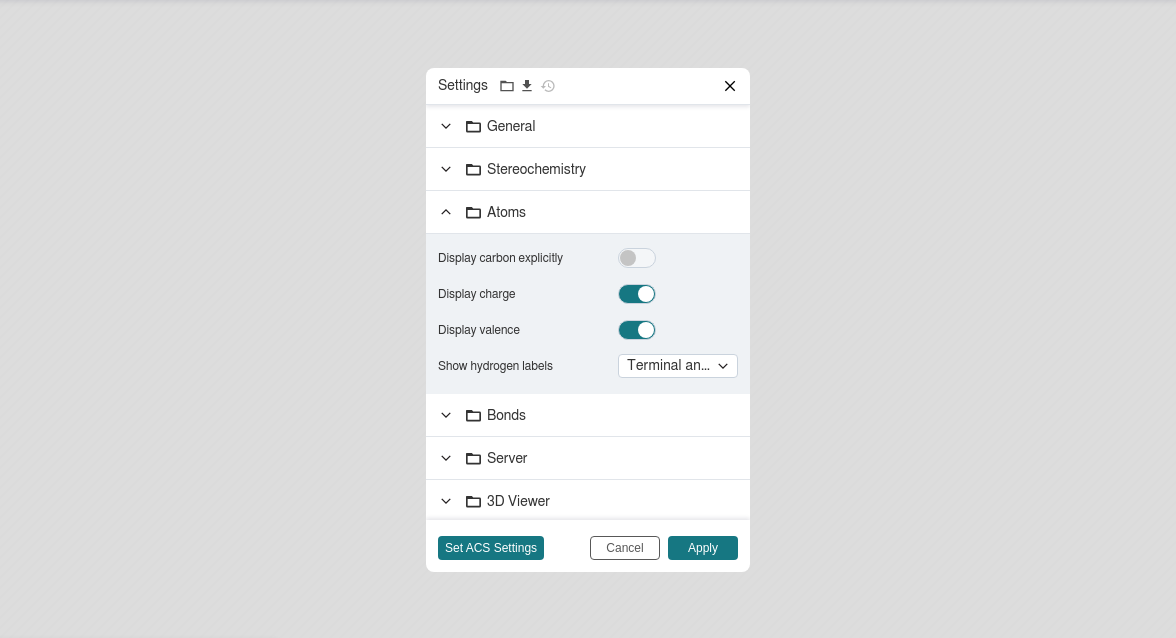 Settings
General
Stereochemistry
Atoms
Display carbon explicitly
Display charge
Display valence
Show hydrogen labels Terminal an...
Bonds
Server
3D Viewer
Set ACS Settings Cancel Apply